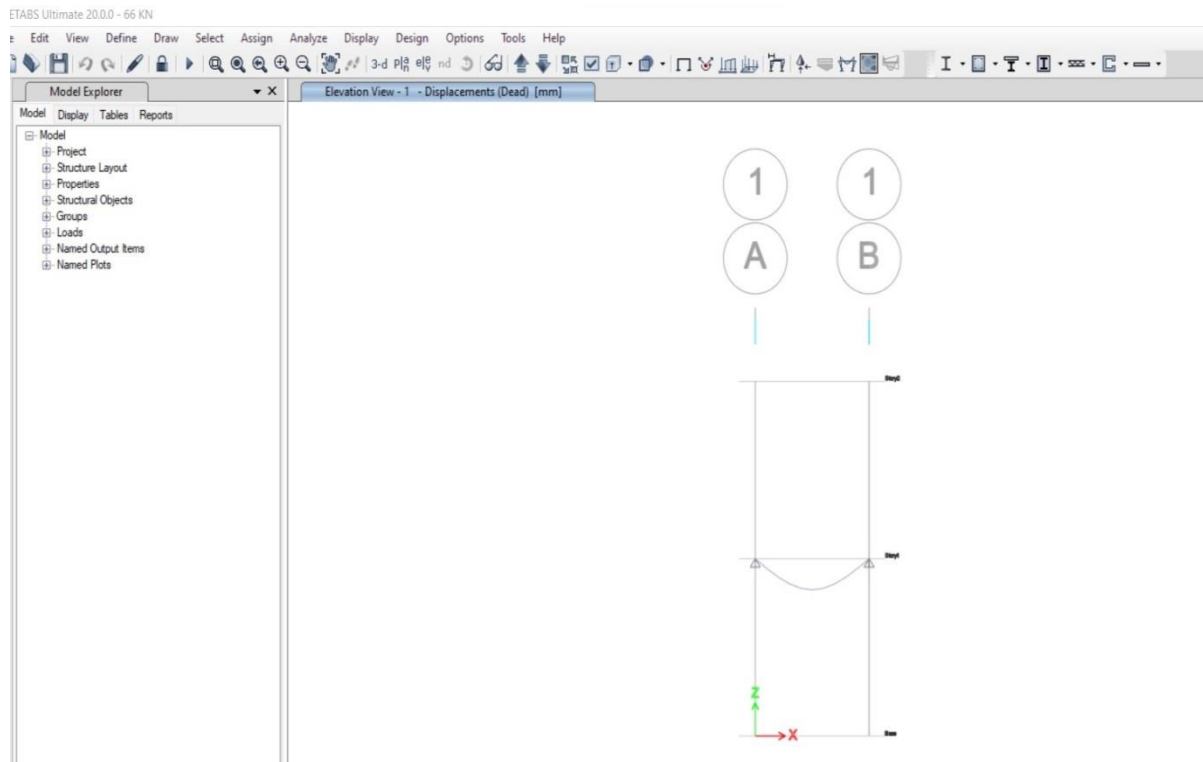 ETABS Ultimate 20.0.0 - 66 KN
e Edit View Define Draw Select Assign Analyze Display Design Options Tools Help
3-d nd
Model Explorer
Elevation View - 1 - Displacements (Dead) [mm]
Model Display Tables Reports
Model
Project
Structure Layout
Properties
Structural Objects
Groups
Loads
Named Output Items
Named Plots
1 1
A B
Story2
Story1
Z
X
Base